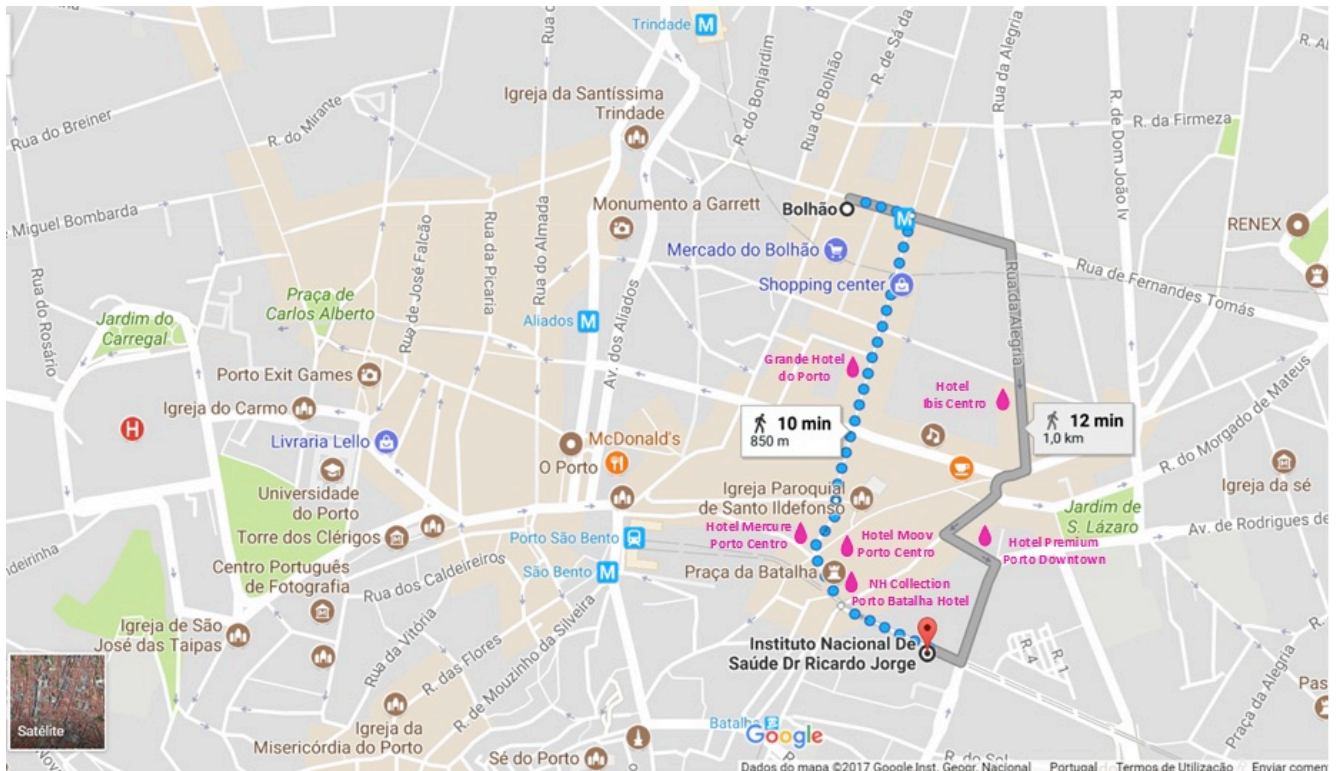 Trindade
Rua d
Igreja da Santíssima
Trindade
Rua do Breiner
R. do Mirante
R. do Bonjardim
Rua do Bolhão
R. de Sá da
Rua da Alegria
R. de Dom João Iv
R. da Firmeza
R. Al
Miguel Bombarda
Rua do Rosário
Monumento a Garrett
Bolhão
Mercado do Bolhão
Shopping center
RENEX
Rua de Fernandes Tomás
Rua da Alegria
Praça de
Carlos Alberto
Rua de José Falcão
Rua da Picaria
Rua do Almada
Aliados
Av. dos Aliados
Jardim do
Carregal
Porto Exit Games
Igreja do Carmo
Livraria Lello
Grande Hotel
do Porto
Hotel
Ibis Centro
10 min
850 m
12 min
1,0 km
R. do Morgado de Mateus
McDonald's
O Porto
H
Universidade
do Porto
Torre dos Clérigos
Igreja Paroquial
de Santo Ildefonso
Jardim de
S. Lázaro
Igreja da sé
Av. de Rodrigues de
Porto São Bento
São Bento
Hotel Mercure
Porto Centro
Hotel Moov
Porto Centro
Hotel Premium
Porto Downtown
Praça da Batalha
NH Collection
Porto Batalha Hotel
Centro Português
de Fotografia
Rua dos Caldeireiros
Igreja de São
José das Taipas
Rua da Vitória
R. das Flores
R. de Mouzinho da Silveira
Instituto Nacional De
Saúde Dr Ricardo Jorge
R. 4
R. 1
Praça da Alegria
Pas
Satélite
Igreja da
Misericórdia do Porto
Sé do Porto
Batalha
Google
R. do Sol
Dados do mapa ©2017 Google Inst. Geogr. Nacional Portugal Termos de Utilização Enviar coment